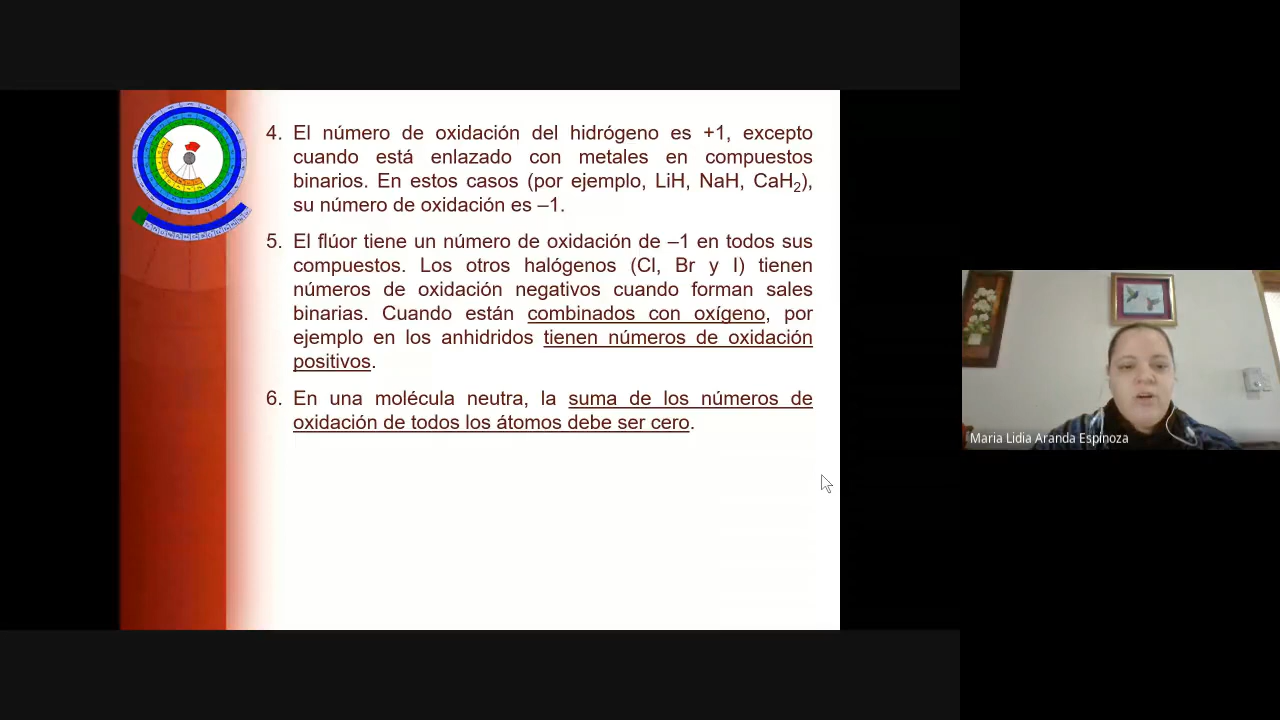 4. El número de oxidación del hidrógeno es +1, excepto
cuando está enlazado con metales en compuestos
binarios. En estos casos (por ejemplo, LiH, NaH, CaH₂),
su número de oxidación es –1.
5. El flúor tiene un número de oxidación de –1 en todos sus
compuestos. Los otros halógenos (Cl, Br y I) tienen
números de oxidación negativos cuando forman sales
binarias. Cuando están combinados con oxígeno, por
ejemplo en los anhidridos tienen números de oxidación
positivos.
6. En una molécula neutra, la suma de los números de
oxidación de todos los átomos debe ser cero.
Maria Lidia Aranda Espinoza